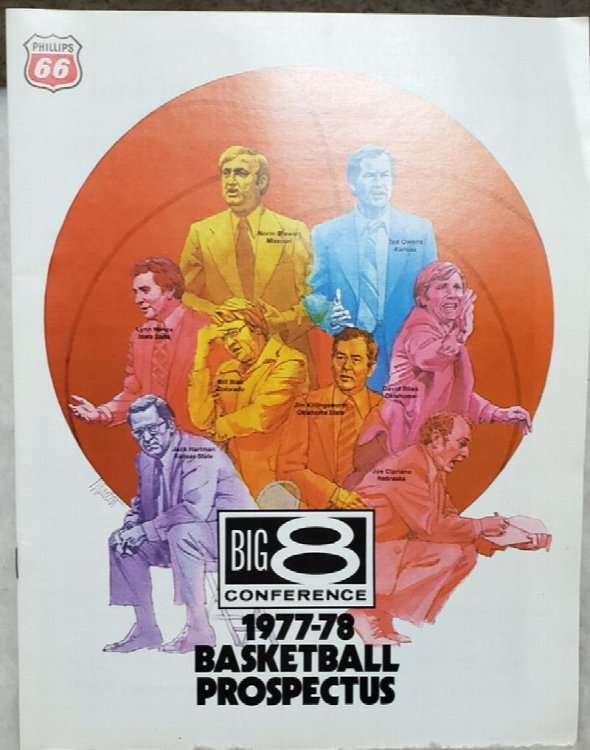 PHILLIPS
66
Norm Stewart
Missouri
Ted Owens
Kansas
Lynn Nance
Iowa State
Bill Blair
Colorado
David Bliss
Oklahoma
Jim Killingsworth
Oklahoma State
Jack Hartman
Kansas State
Joe Cipriano
Nebraska
BIG 8
CONFERENCE
1977-78
BASKETBALL
PROSPECTUS